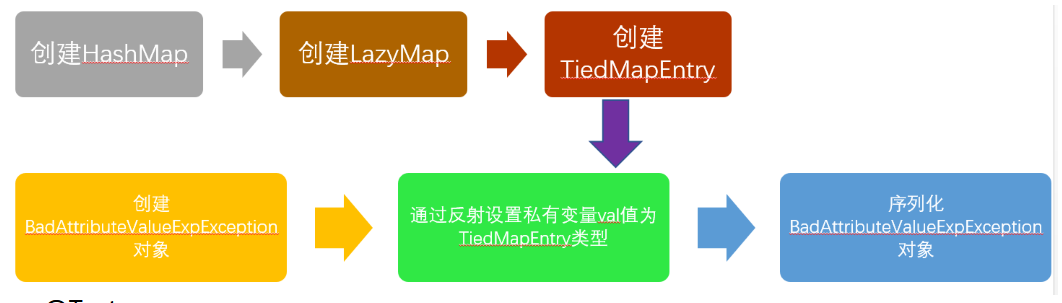 创建HashMap
创建LazyMap
创建
TiedMapEntry
创建
BadAttributeValueExpException
对象
通过反射设置私有变量val值为
TiedMapEntry类型
序列化
BadAttributeValueExpException
对象